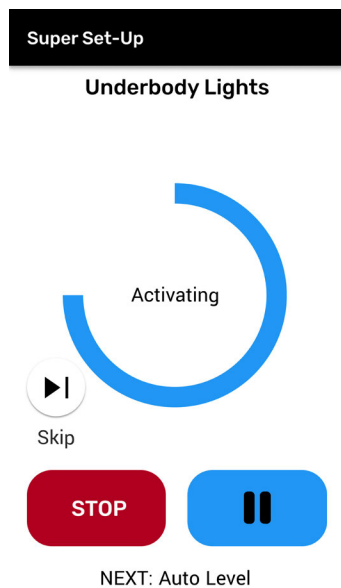 Super Set-Up
Underbody Lights
Activating
Skip
STOP
NEXT: Auto Level